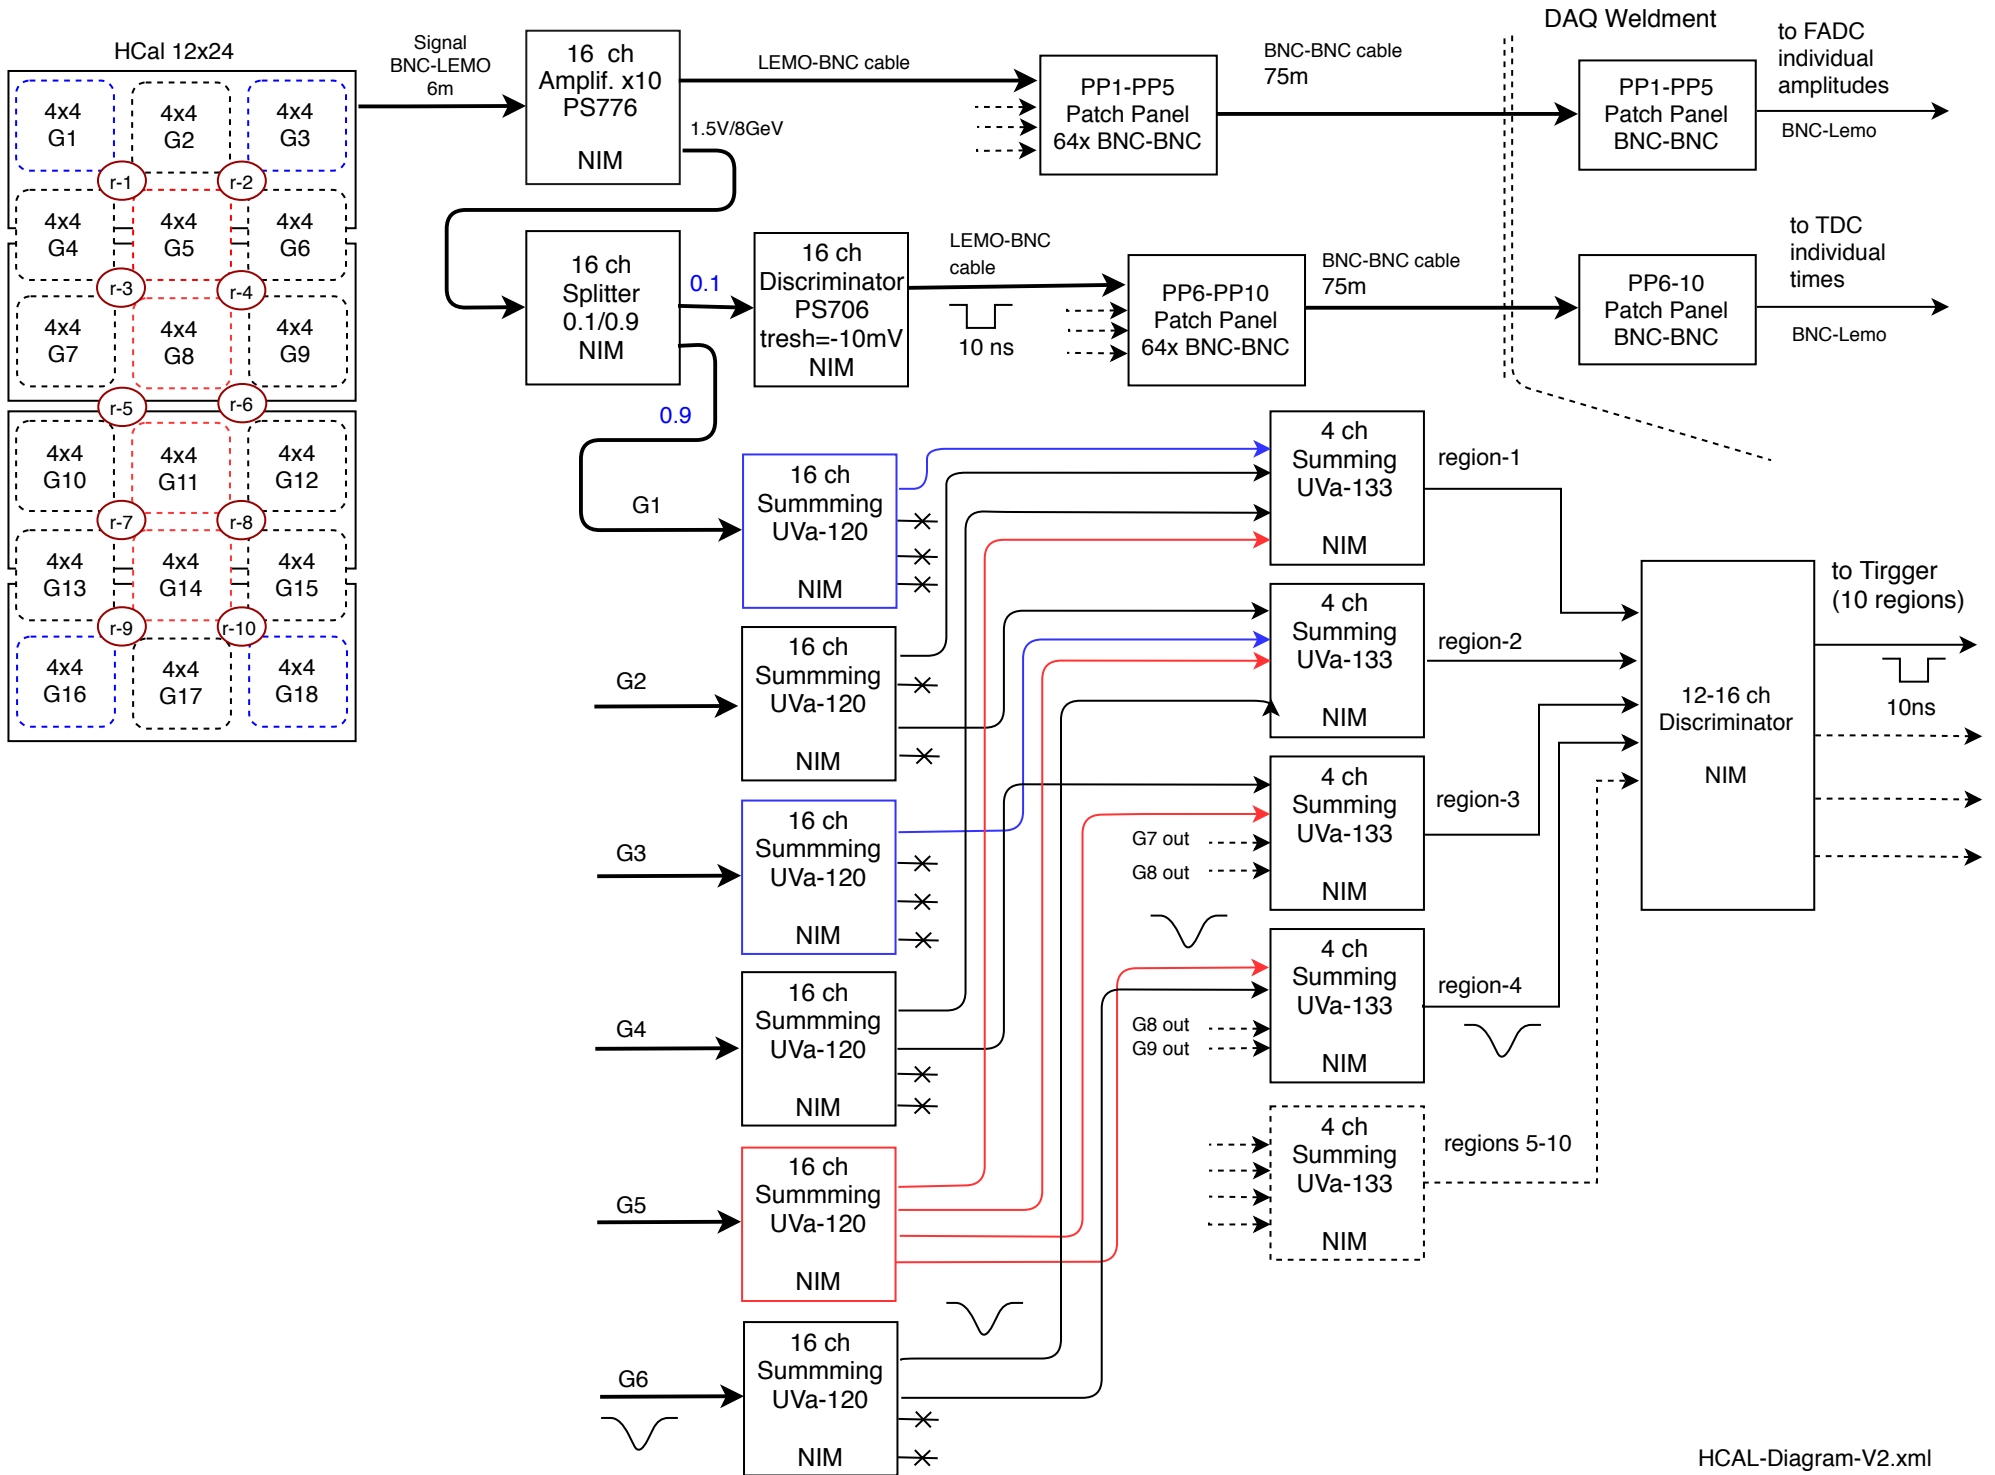 HCal 12x24
4x4
G1
4x4
G2
4x4
G3
r-1
r-2
4x4
G4
4x4
G5
4x4
G6
r-3
r-4
4x4
G7
4x4
G8
4x4
G9
r-5
r-6
4x4
G10
4x4
G11
4x4
G12
r-7
r-8
4x4
G13
4x4
G14
4x4
G15
r-9
r-10
4x4
G16
4x4
G17
4x4
G18
Signal
BNC-LEMO
6m
16 ch
Amplif. x10
PS776
NIM
LEMO-BNC cable
1.5V/8GeV
PP1-PP5
Patch Panel
64x BNC-BNC
BNC-BNC cable
75m
DAQ Weldment
PP1-PP5
Patch Panel
BNC-BNC
to FADC
individual
amplitudes
BNC-Lemo
16 ch
Splitter
0.1/0.9
NIM
0.1
0.9
16 ch
Discriminator
PS706
tresh=-10mV
NIM
LEMO-BNC
cable
10 ns
PP6-PP10
Patch Panel
64x BNC-BNC
BNC-BNC cable
75m
PP6-10
Patch Panel
BNC-BNC
to TDC
individual
times
BNC-Lemo
G1
16 ch
Summming
UVa-120
NIM
G2
16 ch
Summming
UVa-120
NIM
G3
16 ch
Summming
UVa-120
NIM
G4
16 ch
Summming
UVa-120
NIM
G5
16 ch
Summming
UVa-120
NIM
G6
16 ch
Summming
UVa-120
NIM
4 ch
Summing
UVa-133
NIM
region-1
4 ch
Summing
UVa-133
NIM
region-2
G7 out
G8 out
4 ch
Summing
UVa-133
NIM
region-3
G8 out
G9 out
4 ch
Summing
UVa-133
NIM
region-4
4 ch
Summing
UVa-133
NIM
regions 5-10
12-16 ch
Discriminator
NIM
to Tirgger
(10 regions)
10ns
HCAL-Diagram-V2.xml